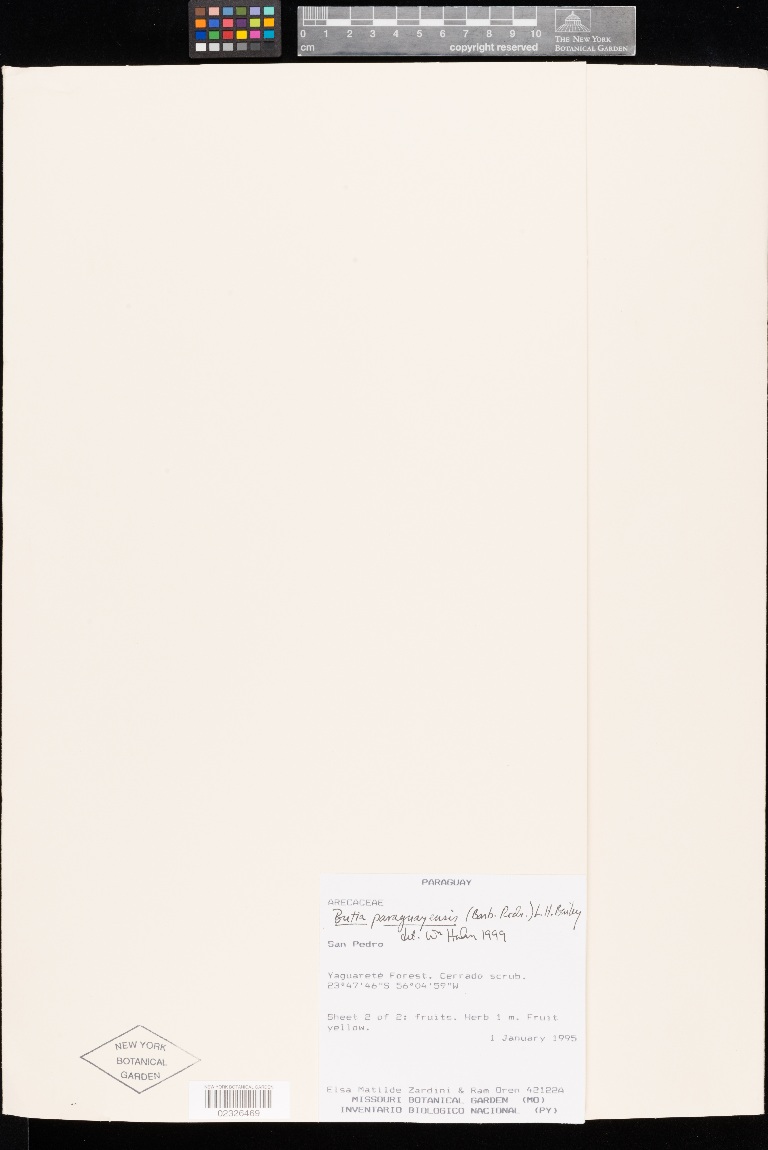 0 1 2 3 4 5 6 7 8 9 10
cm
copyright reserved
THE NEW YORK
BOTANICAL GARDEN
PARAGUAY
ARECACEAE
Butia paraguayensis (Barb. Rodr.) L.H. Bailey
det. Wm Hahn 1999
San Pedro
Yaguareté Forest. Cerrado scrub.
23°47'46"S 56°04'59"W
Sheet 2 of 2: fruits. Herb 1 m. Fruit
yellow.
1 January 1995
Elsa Matilde Zardini & Ram Oren 42122A
MISSOURI BOTANICAL GARDEN (MO)
INVENTARIO BIOLOGICO NACIONAL (PY)
NEW YORK
BOTANICAL
GARDEN
NEW YORK BOTANICAL GARDEN
02326469